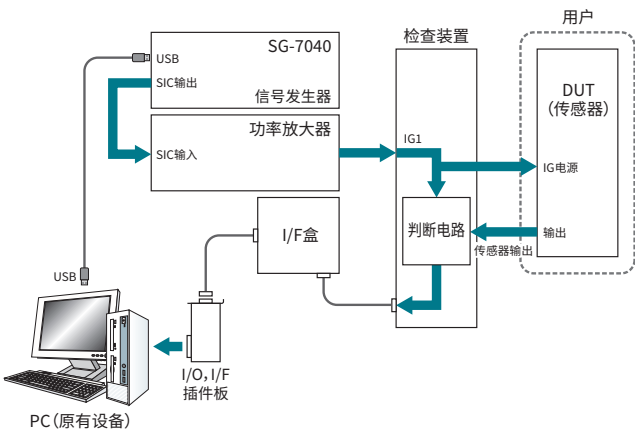 用户
检查装置
SG-7040
USB
SIC输出
信号发生器
DUT
（传感器）
功率放大器
IG1
SIC输入
IG电源
I/F盒
判断电路
输出
传感器输出
USB
I/O，I/F
插件板
PC（原有设备）